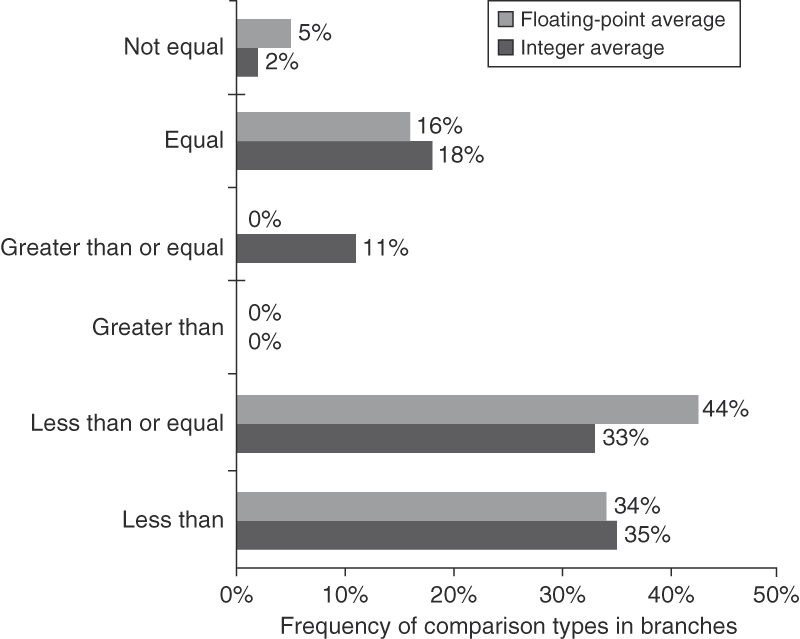 Floating-point average
Integer average
Not equal
5%
2%
Equal
16%
18%
Greater than or equal
0%
11%
Greater than
0%
0%
Less than or equal
44%
33%
Less than
34%
35%
0% 10% 20% 30% 40% 50%
Frequency of comparison types in branches